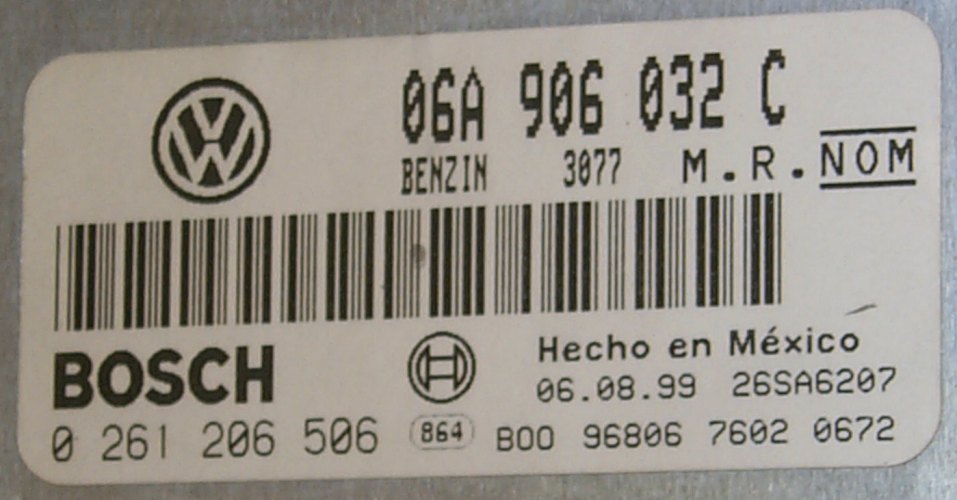 06A 906 032 C
BENZIN 3077 M.R.NOM
BOSCH
Hecho en México
06.08.99 26SA6207
0 261 206 506 864 B00 96806 7602 0672